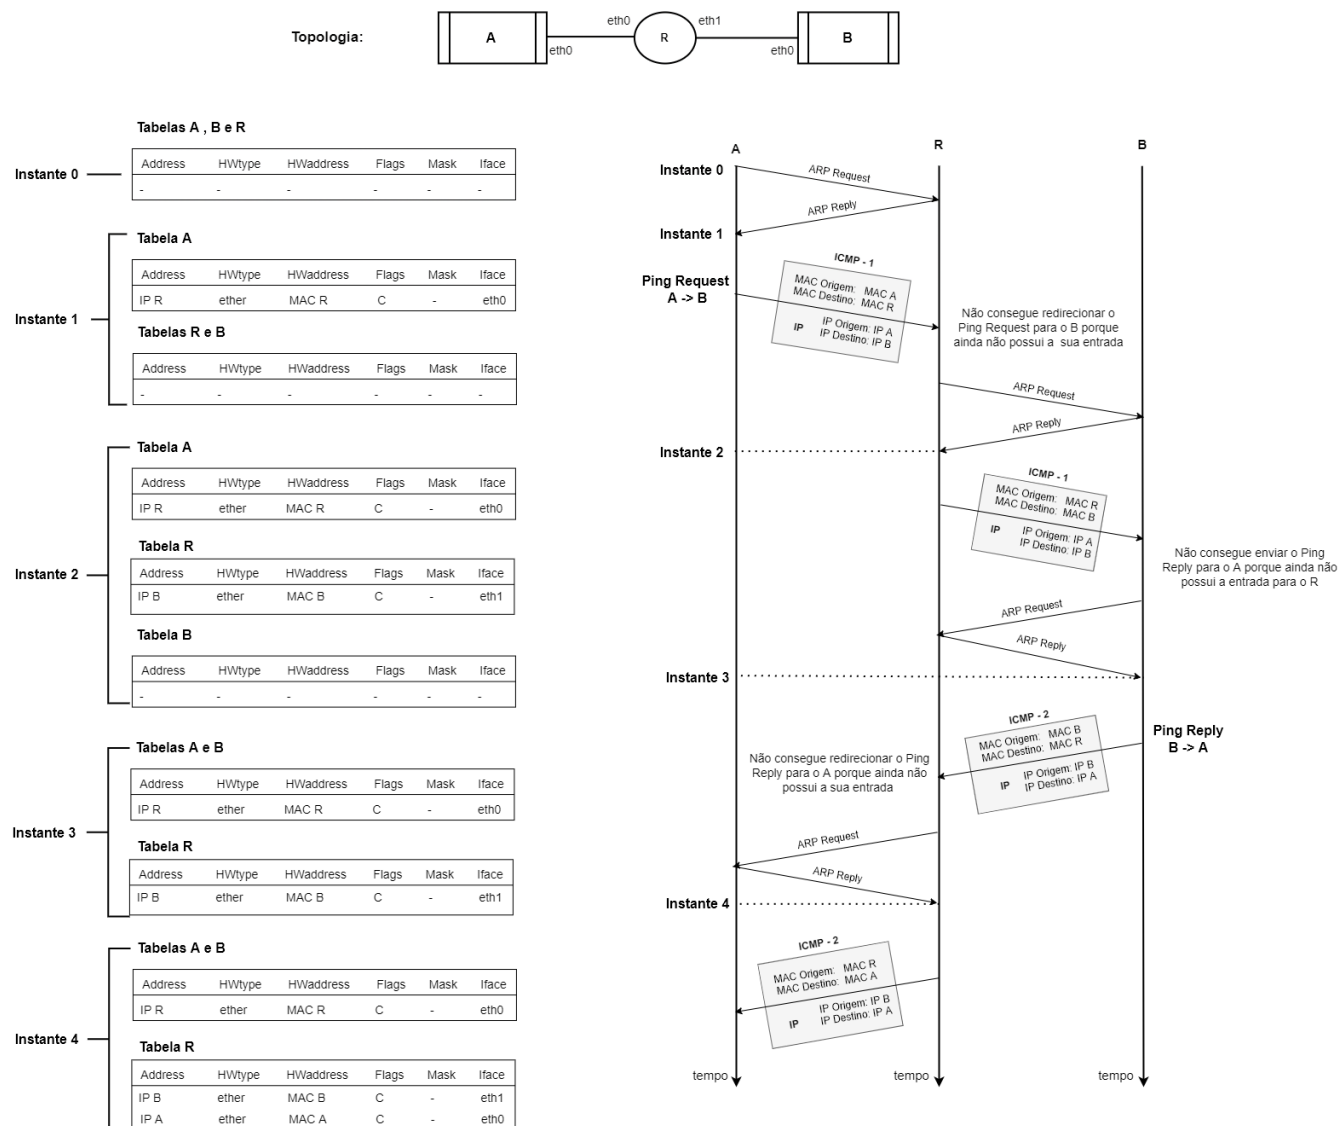 Topologia:
A
eth0
eth0
R
eth1
eth0
B
Tabelas A , B e R
Instante 0
Address HWtype HWaddress Flags Mask Iface
- - - - - -
Instante 1
Tabela A
Address HWtype HWaddress Flags Mask Iface
IP R ether MAC R C - eth0
Tabelas R e B
Address HWtype HWaddress Flags Mask Iface
- - - - - -
Instante 2
Tabela A
Address HWtype HWaddress Flags Mask Iface
IP R ether MAC R C - eth0
Tabela R
Address HWtype HWaddress Flags Mask Iface
IP B ether MAC B C - eth1
Tabela B
Address HWtype HWaddress Flags Mask Iface
- - - - - -
Instante 3
Tabelas A e B
Address HWtype HWaddress Flags Mask Iface
IP R ether MAC R C - eth0
Tabela R
Address HWtype HWaddress Flags Mask Iface
IP B ether MAC B C - eth1
Instante 4
Tabelas A e B
Address HWtype HWaddress Flags Mask Iface
IP R ether MAC R C - eth0
Tabela R
Address HWtype HWaddress Flags Mask Iface
IP B ether MAC B C - eth1
IP A ether MAC A C - eth0
A
R
B
Instante 0
ARP Request
ARP Reply
Instante 1
Ping Request
A -> B
ICMP - 1
MAC Origem: MAC A
MAC Destino: MAC R
IP
IP Origem: IP A
IP Destino: IP B
Não consegue redirecionar o
Ping Request para o B porque
ainda não possui a sua entrada
ARP Request
ARP Reply
Instante 2
ICMP - 1
MAC Origem: MAC R
MAC Destino: MAC B
IP
IP Origem: IP A
IP Destino: IP B
Não consegue enviar o Ping
Reply para o A porque ainda não
possui a entrada para o R
ARP Request
ARP Reply
Instante 3
ICMP - 2
MAC Origem: MAC B
MAC Destino: MAC R
IP
IP Origem: IP B
IP Destino: IP A
Ping Reply
B -> A
Não consegue redirecionar o Ping
Reply para o A porque ainda não
possui a sua entrada
ARP Request
ARP Reply
Instante 4
ICMP - 2
MAC Origem: MAC R
MAC Destino: MAC A
IP
IP Origem: IP B
IP Destino: IP A
tempo
tempo
tempo